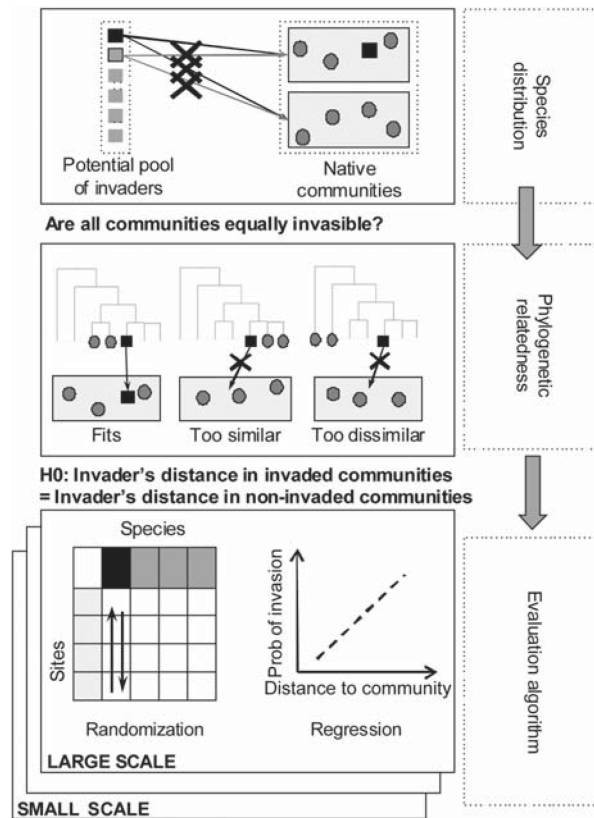 Potential pool
of invaders
Native
communities
Species
distribution
Are all communities equally invasible?
Fits
Too similar
Too dissimilar
Phylogenetic
relatedness
H0: Invader's distance in invaded communities
= Invader's distance in non-invaded communities
Species
Sites
Randomization
Prob of invasion
Distance to community
Regression
LARGE SCALE
SMALL SCALE
Evaluation algorithm